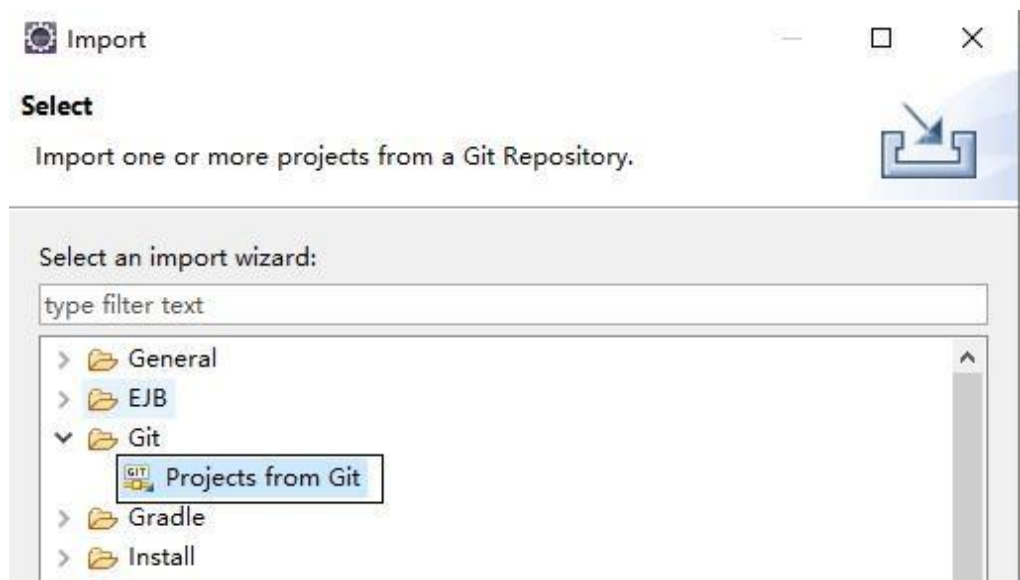 Import
Select
Import one or more projects from a Git Repository.
Select an import wizard:
type filter text
General
EJB
Git
GIT Projects from Git
Gradle
Install